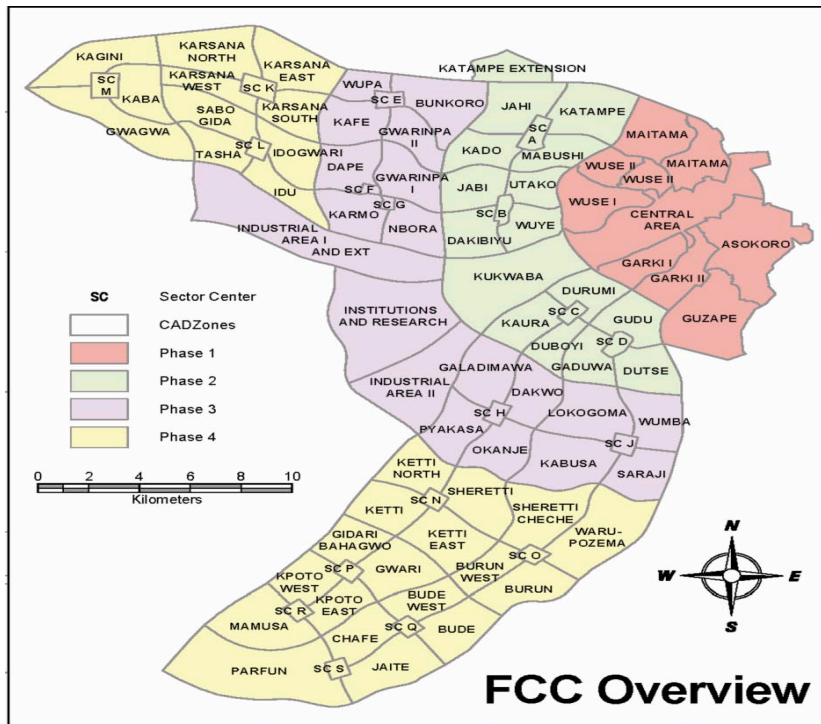 KATAMPE EXTENSION
KAGINI
KARSANA
NORTH
KARSANA
EAST
KARSANA
WEST
SC
M
SC K
KABA
SABO
GIDA
KARSANA
SOUTH
GWAGWA
SC L
TASHA
IDOGWARI
IDU
WUPA
SC E
BUNKORO
KAFE
GWARINPA
II
DAPE
GWARINPA
I
SC F
SC G
KARMO
NBORA
INDUSTRIAL
AREA I
AND EXT
JAHI
KATAMPE
SC
A
KADO
MABUSHI
JABI
UTAKO
SC B
WUYE
DAKIBIYU
KUKWABA
MAITAMA
MAITAMA
WUSE II
WUSE II
WUSE I
CENTRAL
AREA
ASOKORO
GARKI I
GARKI II
GUZAPE
DURUMI
SC C
GUDU
KAURA
SC D
DUBOYI
GADUWA
DUTSE
INSTITUTIONS
AND RESEARCH
INDUSTRIAL
AREA II
GALADIMAWA
DAKWO
LOKOGOMA
WUMBA
SC H
PYAKASA
SC J
OKANJE
KABUSA
SARAJI
SC Sector Center
CADZones
Phase 1
Phase 2
Phase 3
Phase 4
0 2 4 6 8 10
Kilometers
KETTI
NORTH
SHERETTI
SC N
KETTI
SHERETTI
CHECHE
WARU-
POZEMA
GIDARI
BAHAGWO
KETTI
EAST
SC O
SC P
GWARI
BURUN
WEST
BURUN
KPOTO
WEST
KPOTO
EAST
BUDE
WEST
SC R
MAMUSA
SC Q
BUDE
CHAFE
PARFUN
SC S
JAITE
N
W E
S
FCC Overview